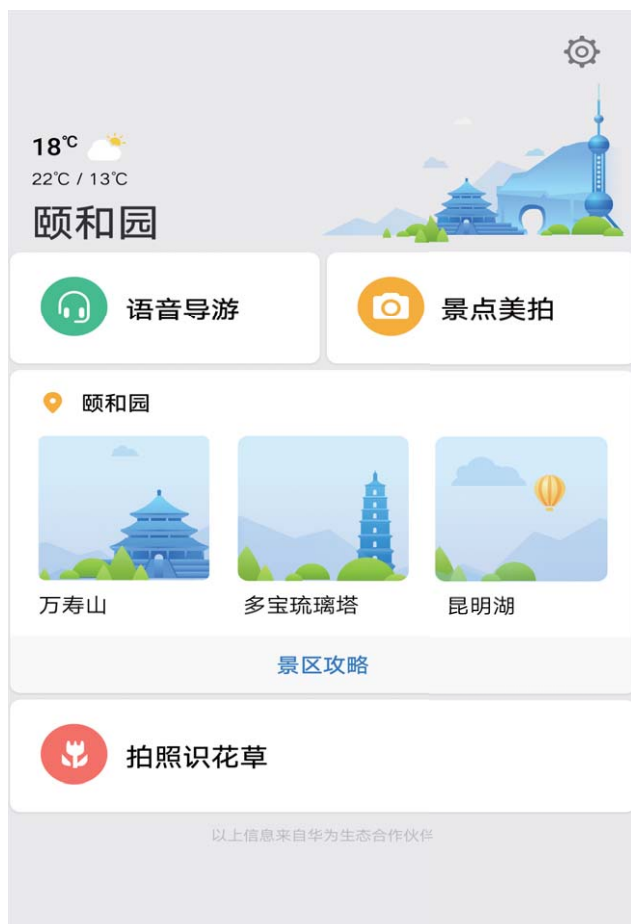 18℃
22℃ / 13℃
颐和园
语音导游
景点美拍
颐和园
万寿山
多宝琉璃塔
昆明湖
景区攻略
拍照识花草
以上信息来自华为生态合作伙伴